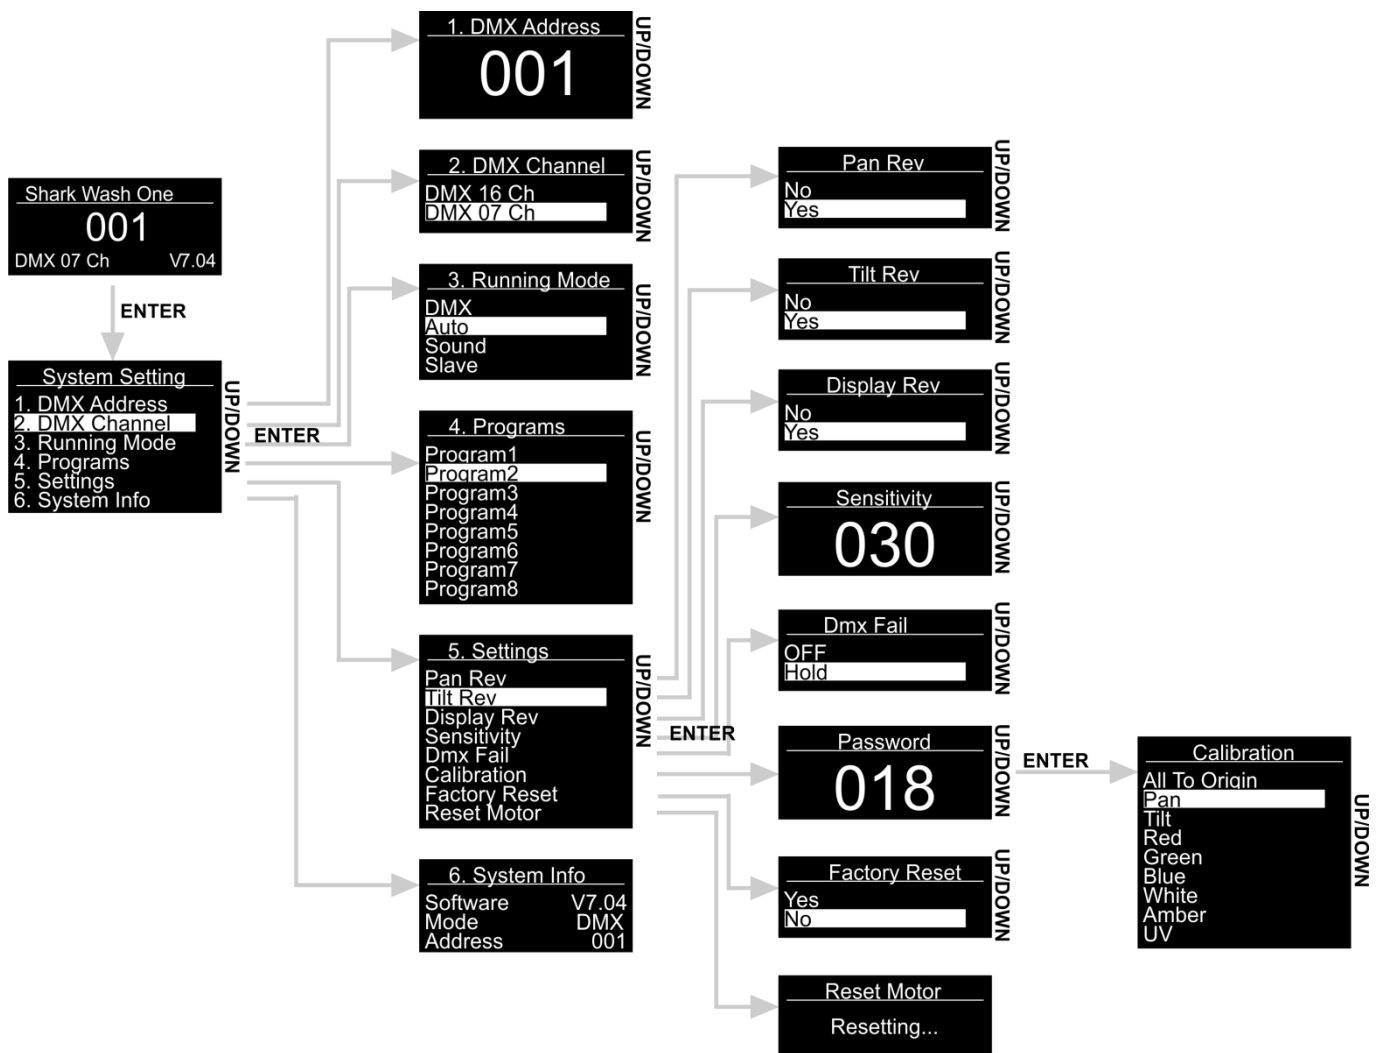 Shark Wash One
001
DMX 07 Ch V7.04
ENTER
System Setting
1. DMX Address
2. DMX Channel
3. Running Mode
4. Programs
5. Settings
6. System Info
UP/DOWN
ENTER
1. DMX Address
001
UP/DOWN
2. DMX Channel
DMX 16 Ch
DMX 07 Ch
UP/DOWN
3. Running Mode
DMX
Auto
Sound
Slave
UP/DOWN
4. Programs
Program1
Program2
Program3
Program4
Program5
Program6
Program7
Program8
UP/DOWN
5. Settings
Pan Rev
Tilt Rev
Display Rev
Sensitivity
Dmx Fail
Calibration
Factory Reset
Reset Motor
UP/DOWN
ENTER
6. System Info
Software V7.04
Mode DMX
Address 001
Pan Rev
No
Yes
UP/DOWN
Tilt Rev
No
Yes
UP/DOWN
Display Rev
No
Yes
UP/DOWN
Sensitivity
030
UP/DOWN
Dmx Fail
OFF
Hold
UP/DOWN
Password
018
UP/DOWN
ENTER
Factory Reset
Yes
No
UP/DOWN
Reset Motor
Resetting...
Calibration
All To Origin
Pan
Tilt
Red
Green
Blue
White
Amber
UV
UP/DOWN